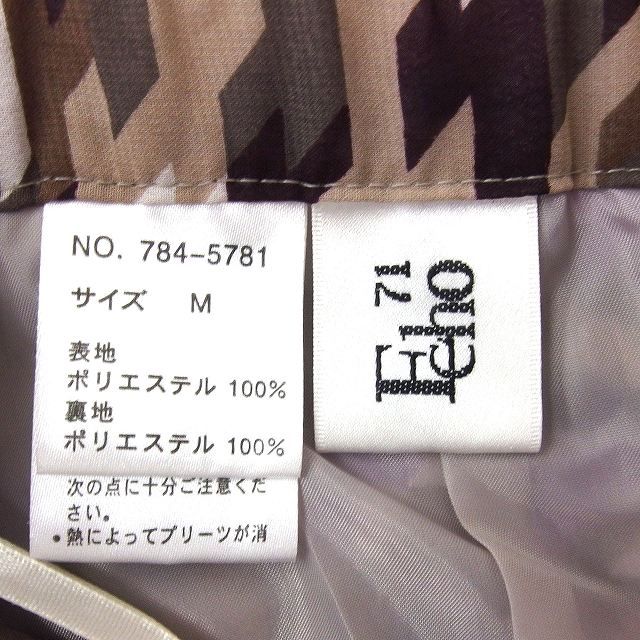 NO. 784-5781
サイズ M
表地
ポリエステル 100%
裏地
ポリエステル 100%
次の点に十分ご注意くだ
さい。
•熱によってプリーツが消
71
Echo